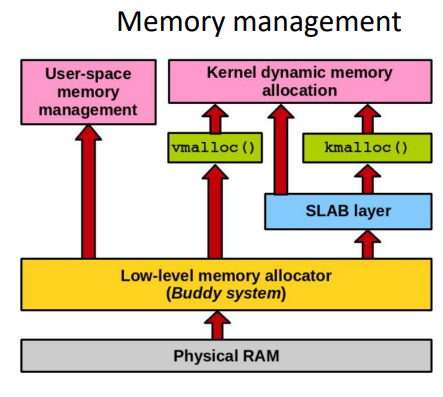 Memory management
User-space
memory
management
Kernel dynamic memory
allocation
vmalloc()
kmalloc()
SLAB layer
Low-level memory allocator
(Buddy system)
Physical RAM